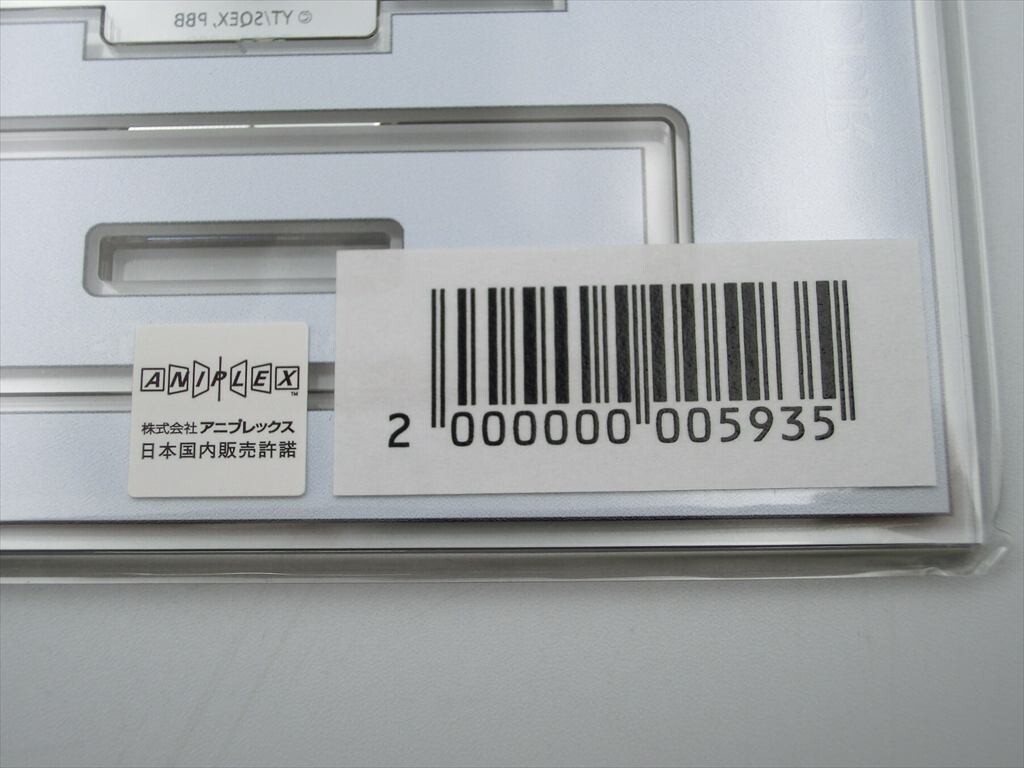 © YT/SQEX, PBB
ANIPLEX™
株式会社アニプレックス
日本国内販売許諾
2 000000 005935